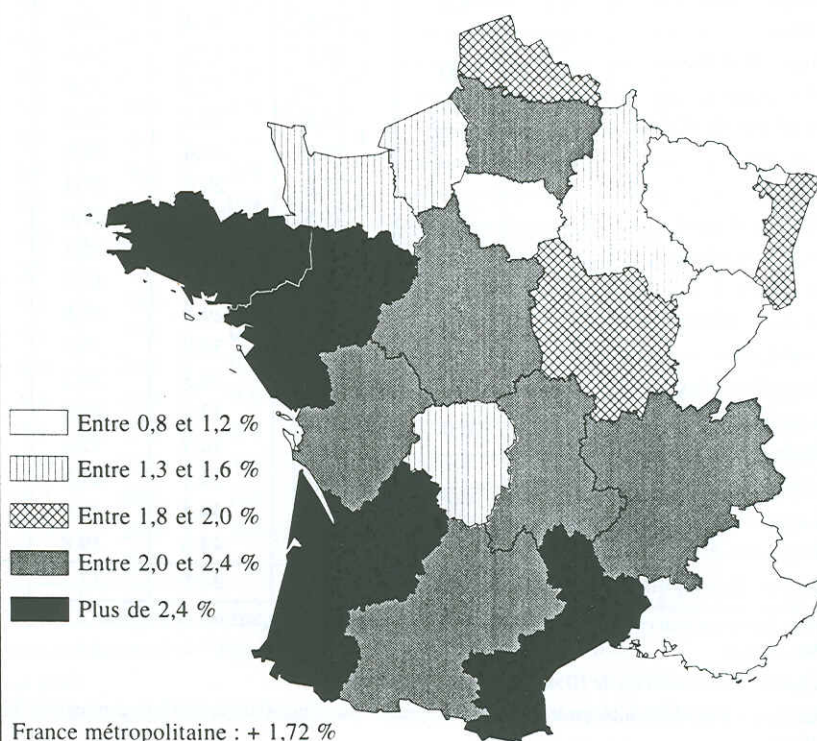 Entre 0,8 et 1,2 %
Entre 1,3 et 1,6 %
Entre 1,8 et 2,0 %
Entre 2,0 et 2,4 %
Plus de 2,4 %
France métropolitaine : + 1,72 %